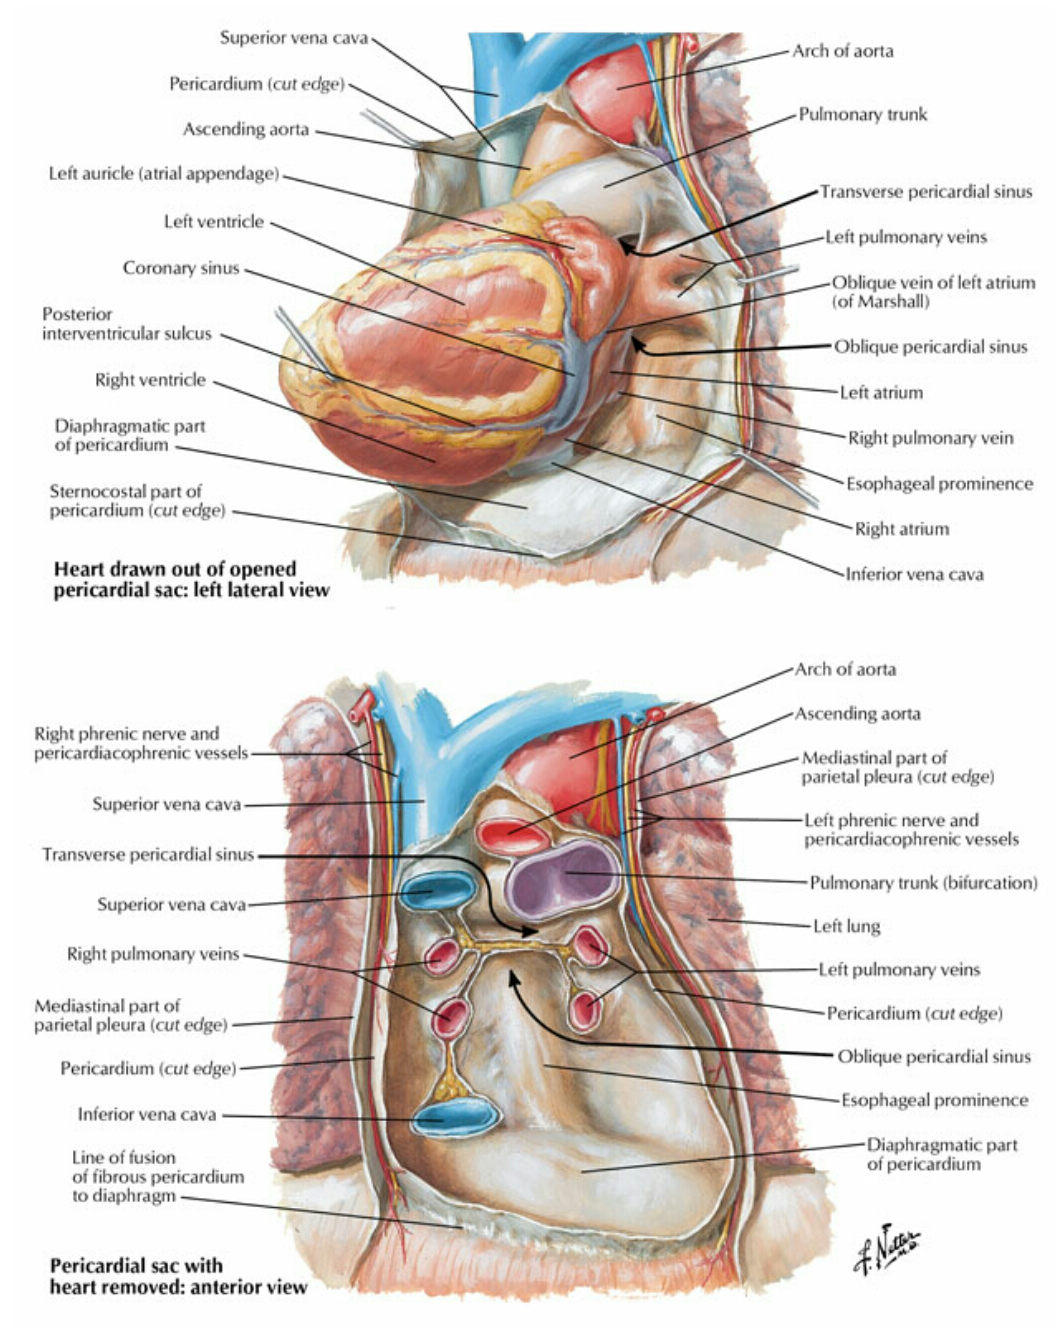 Superior vena cava
Pericardium (cut edge)
Ascending aorta
Left auricle (atrial appendage)
Left ventricle
Coronary sinus
Posterior
interventricular sulcus
Right ventricle
Diaphragmatic part
of pericardium
Sternocostal part of
pericardium (cut edge)
Heart drawn out of opened
pericardial sac: left lateral view
Arch of aorta
Pulmonary trunk
Transverse pericardial sinus
Left pulmonary veins
Oblique vein of left atrium
(of Marshall)
Oblique pericardial sinus
Left atrium
Right pulmonary vein
Esophageal prominence
Right atrium
Inferior vena cava
Right phrenic nerve and
pericardiacophrenic vessels
Superior vena cava
Transverse pericardial sinus
Superior vena cava
Right pulmonary veins
Mediastinal part of
parietal pleura (cut edge)
Pericardium (cut edge)
Inferior vena cava
Line of fusion
of fibrous pericardium
to diaphragm
Pericardial sac with
heart removed: anterior view
Arch of aorta
Ascending aorta
Mediastinal part of
parietal pleura (cut edge)
Left phrenic nerve and
pericardiacophrenic vessels
Pulmonary trunk (bifurcation)
Left lung
Left pulmonary veins
Pericardium (cut edge)
Oblique pericardial sinus
Esophageal prominence
Diaphragmatic part
of pericardium
F. Netter
M.D.